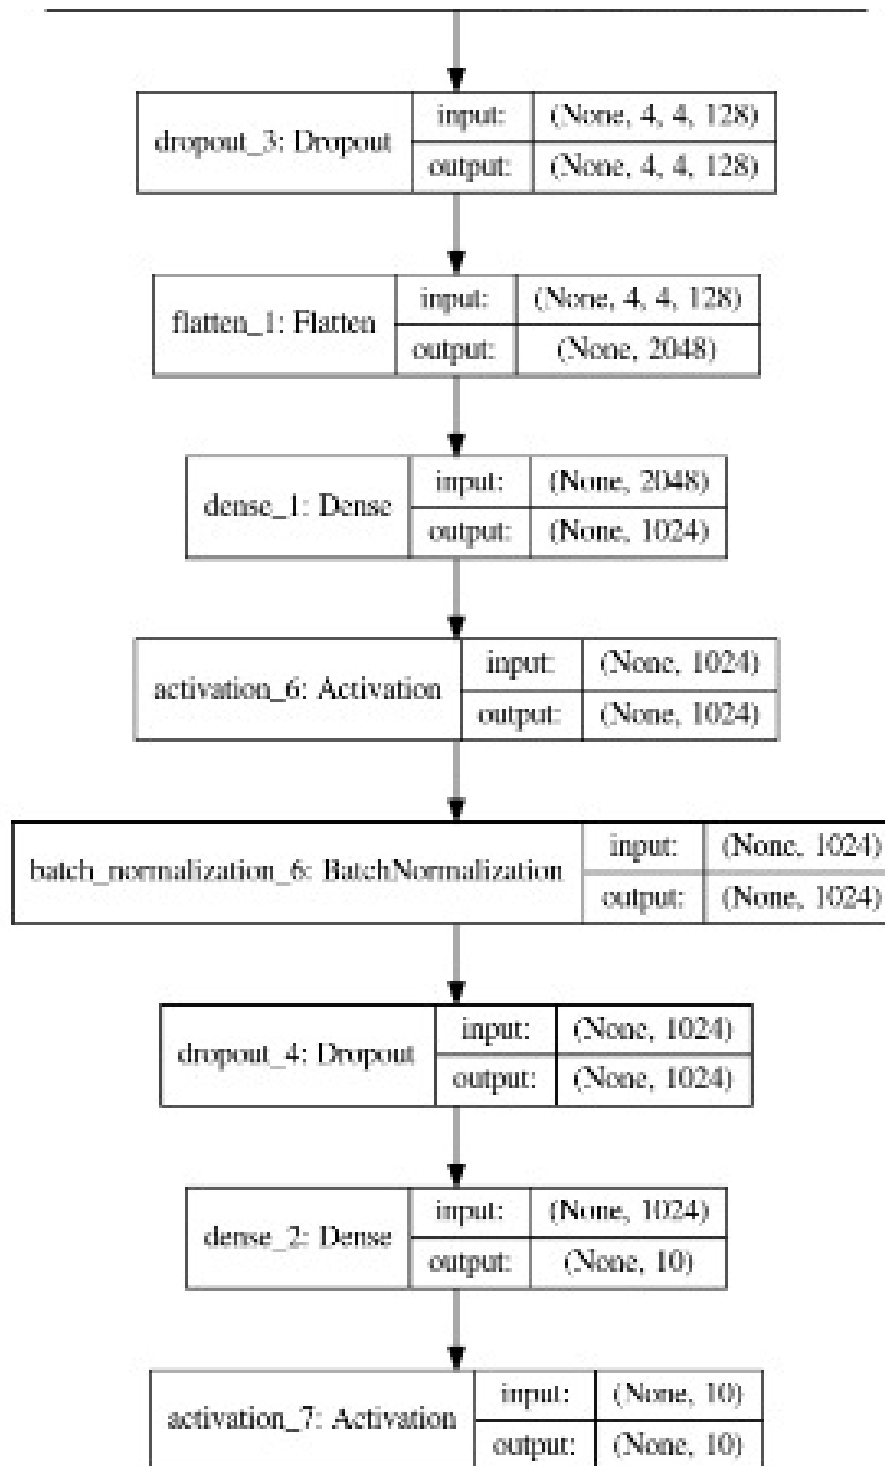 dropout_3: Dropout
input: (None, 4, 4, 128)
output: (None, 4, 4, 128)
flatten_1: Flatten
input: (None, 4, 4, 128)
output: (None, 2048)
dense_1: Dense
input: (None, 2048)
output: (None, 1024)
activation_6: Activation
input: (None, 1024)
output: (None, 1024)
batch_normalization_6: BatchNormalization
input: (None, 1024)
output: (None, 1024)
dropout_4: Dropout
input: (None, 1024)
output: (None, 1024)
dense_2: Dense
input: (None, 1024)
output: (None, 10)
activation_7: Activation
input: (None, 10)
output: (None, 10)